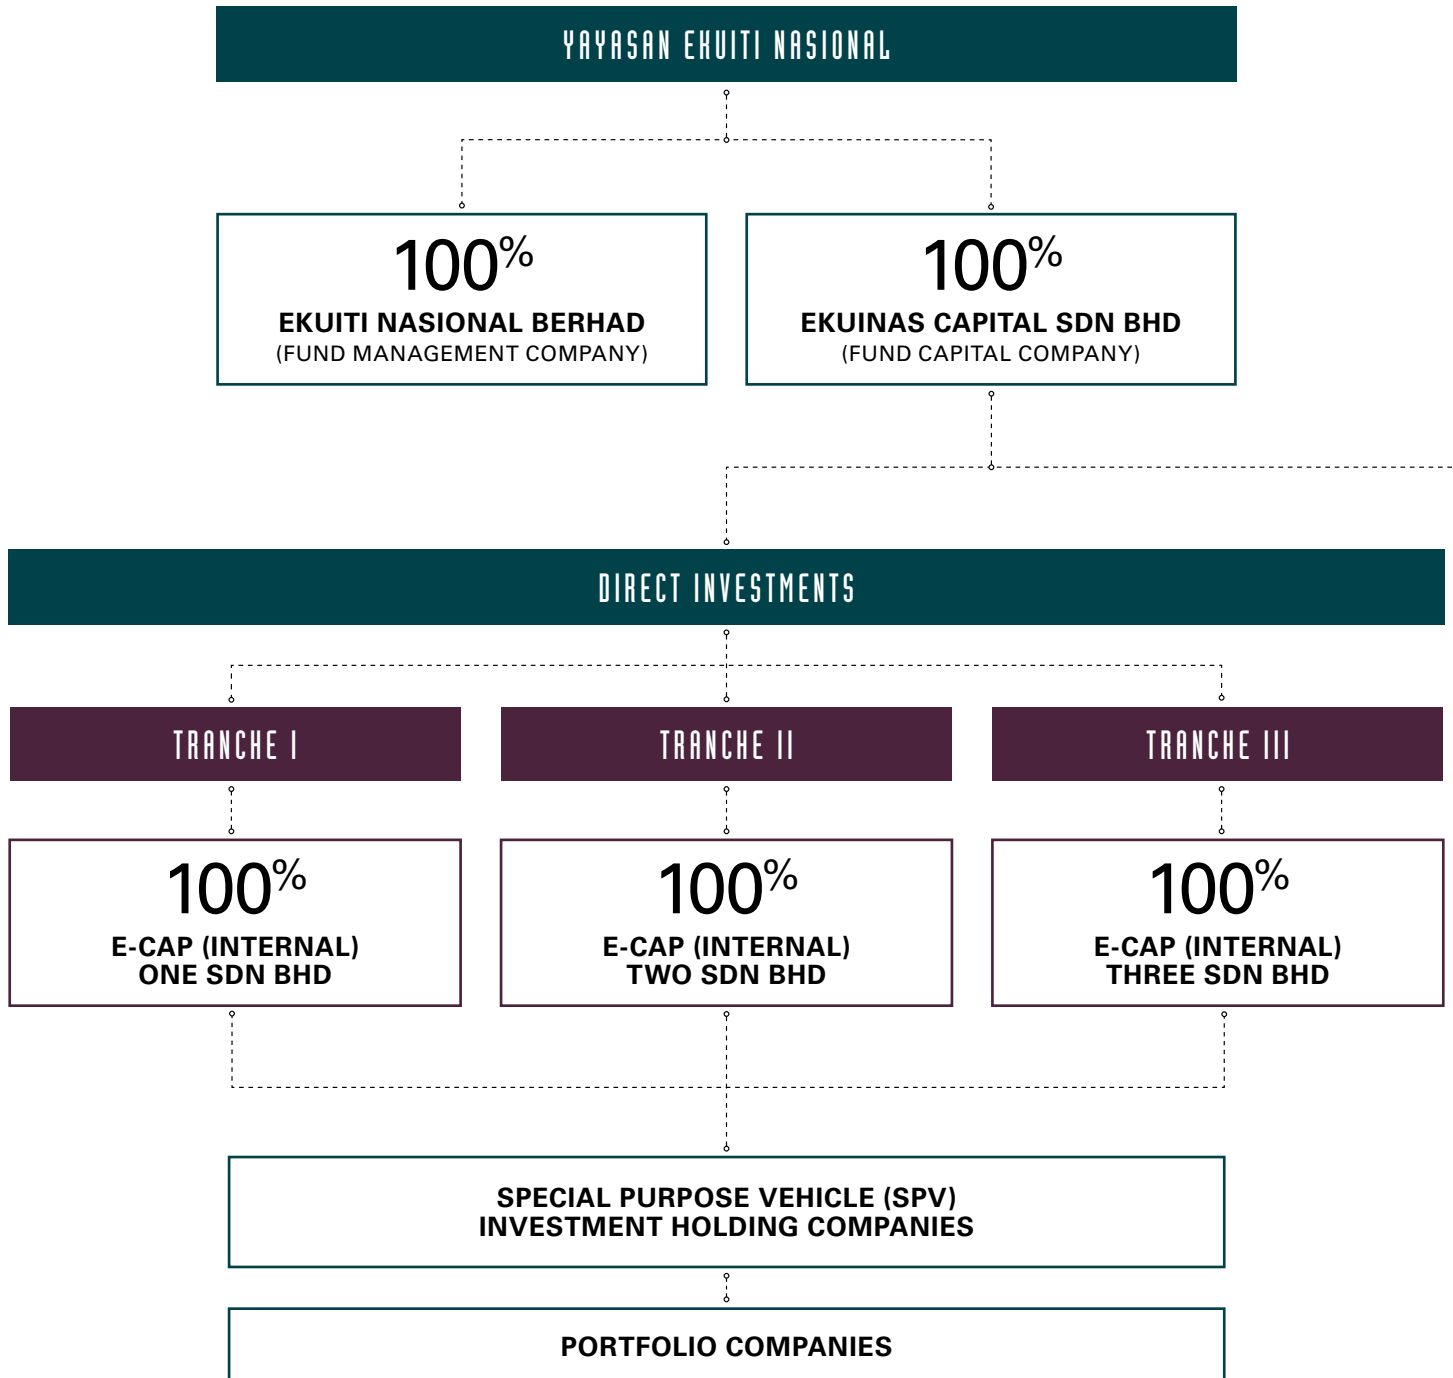 YAYASAN EKUITI NASIONAL
100%
EKUITI NASIONAL BERHAD
(FUND MANAGEMENT COMPANY)
100%
EKUINAS CAPITAL SDN BHD
(FUND CAPITAL COMPANY)
DIRECT INVESTMENTS
TRANCHE I
TRANCHE II
TRANCHE III
100%
E-CAP (INTERNAL)
ONE SDN BHD
100%
E-CAP (INTERNAL)
TWO SDN BHD
100%
E-CAP (INTERNAL)
THREE SDN BHD
SPECIAL PURPOSE VEHICLE (SPV)
INVESTMENT HOLDING COMPANIES
PORTFOLIO COMPANIES